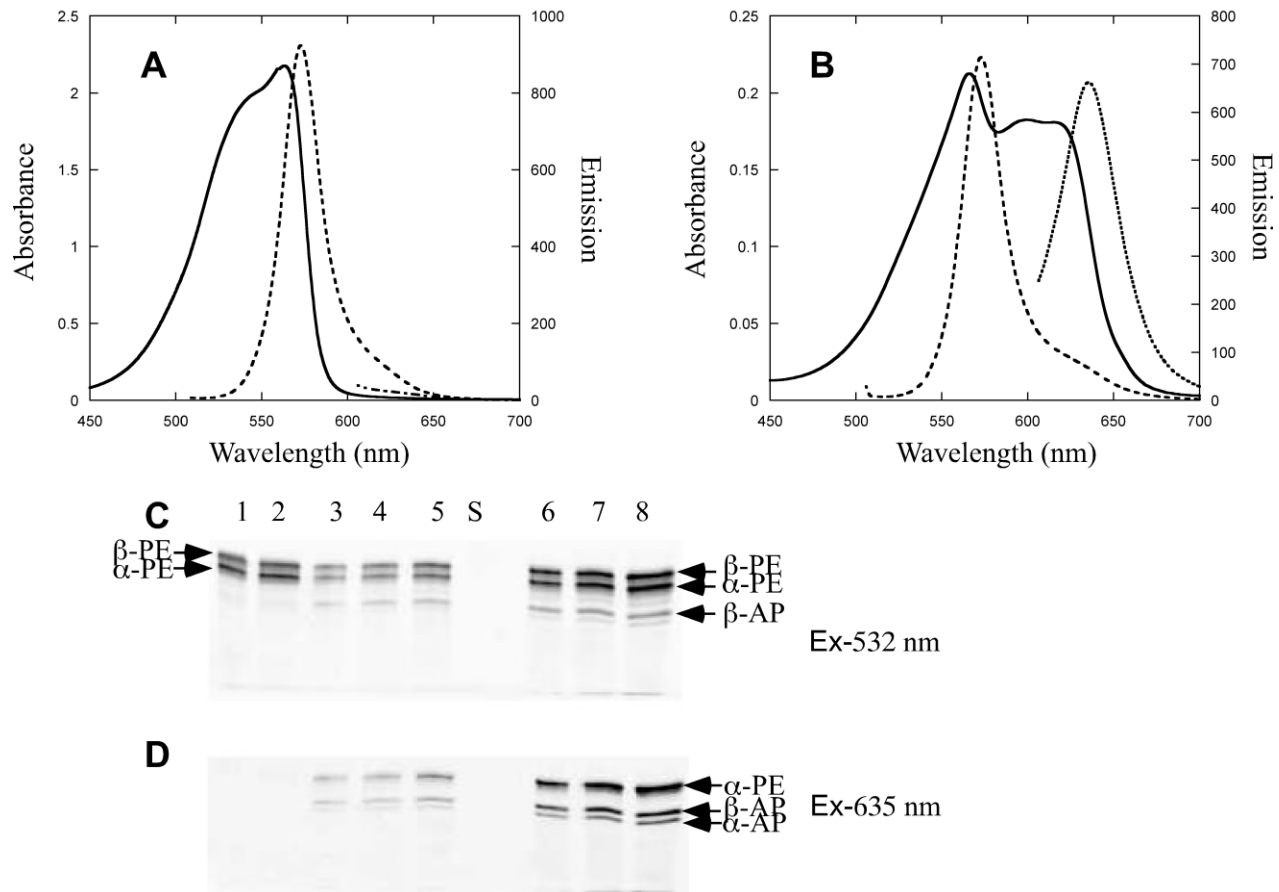 A
2.5
2
1.5
1
0.5
0
1000
800
600
400
200
0
Absorbance
Emission
450 500 550 600 650 700
Wavelength (nm)
B
0.25
0.2
0.15
0.1
0.05
0
800
700
600
500
400
300
200
100
0
Absorbance
Emission
450 500 550 600 650 700
Wavelength (nm)
C 1 2 3 4 5 S 6 7 8
β-PE
α-PE
β-PE
α-PE
β-AP
Ex-532 nm
D
α-PE
β-AP
α-AP
Ex-635 nm